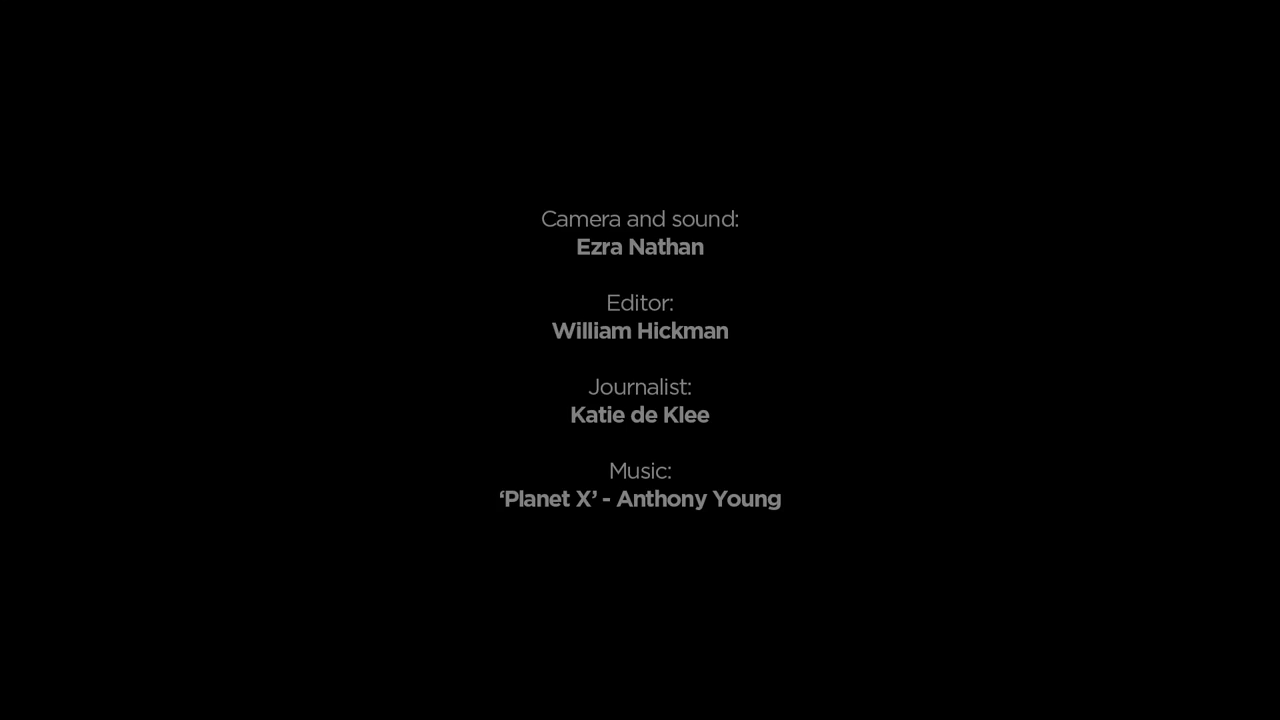 Camera and sound:
Ezra Nathan
Editor:
William Hickman
Journalist:
Katie de Klee
Music:
‘Planet X’ - Anthony Young